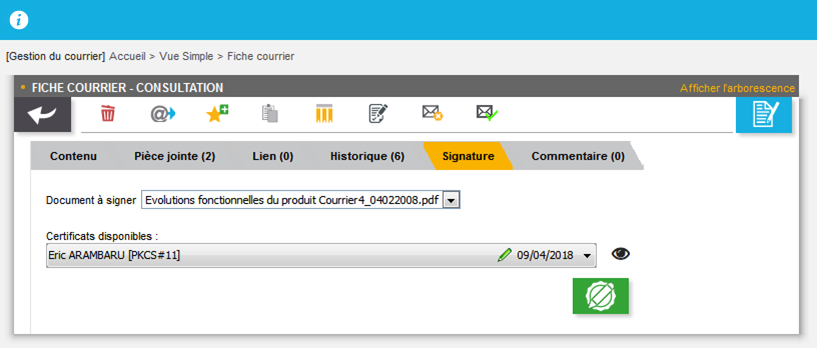 [Gestion du courrier] Accueil > Vue Simple > Fiche courrier
FICHE COURRIER - CONSULTATION
Afficher l'arborescence
Contenu Pièce jointe (2) Lien (0) Historique (6) Signature Commentaire (0)
Document à signer Evolutions fonctionnelles du produit Courrier4_04022008.pdf
Certificats disponibles :
Eric ARAMBARU [PKCS#11] 09/04/2018